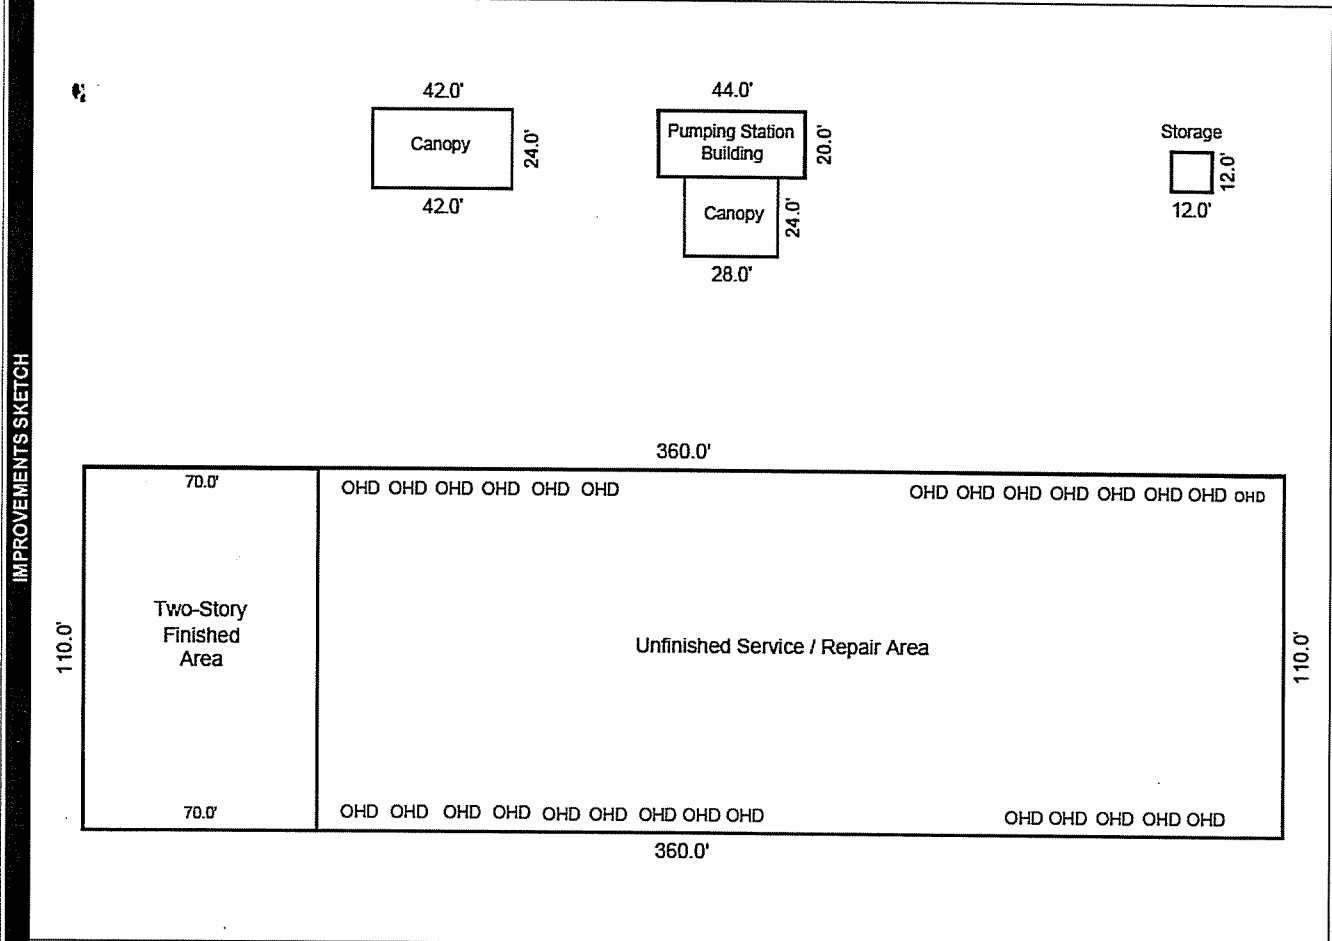 IMPROVEMENTS SKETCH
42.0'
Canopy
24.0'
42.0'
44.0'
Pumping Station
Building
20.0'
Canopy
24.0'
28.0'
Storage
12.0'
12.0'
360.0'
70.0'
OHD OHD OHD OHD OHD OHD
OHD OHD OHD OHD OHD OHD OHD OHD
110.0'
Two-Story
Finished
Area
Unfinished Service / Repair Area
110.0'
70.0'
OHD OHD OHD OHD OHD OHD OHD OHD OHD
OHD OHD OHD OHD OHD
360.0'